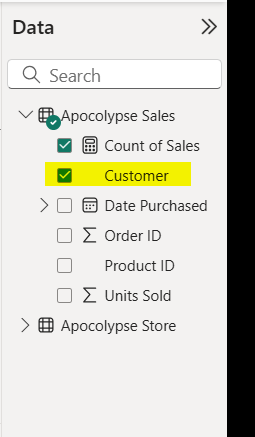 Data
Search
Apocolypse Sales
Count of Sales
Customer
Date Purchased
Order ID
Product ID
Units Sold
Apocolypse Store